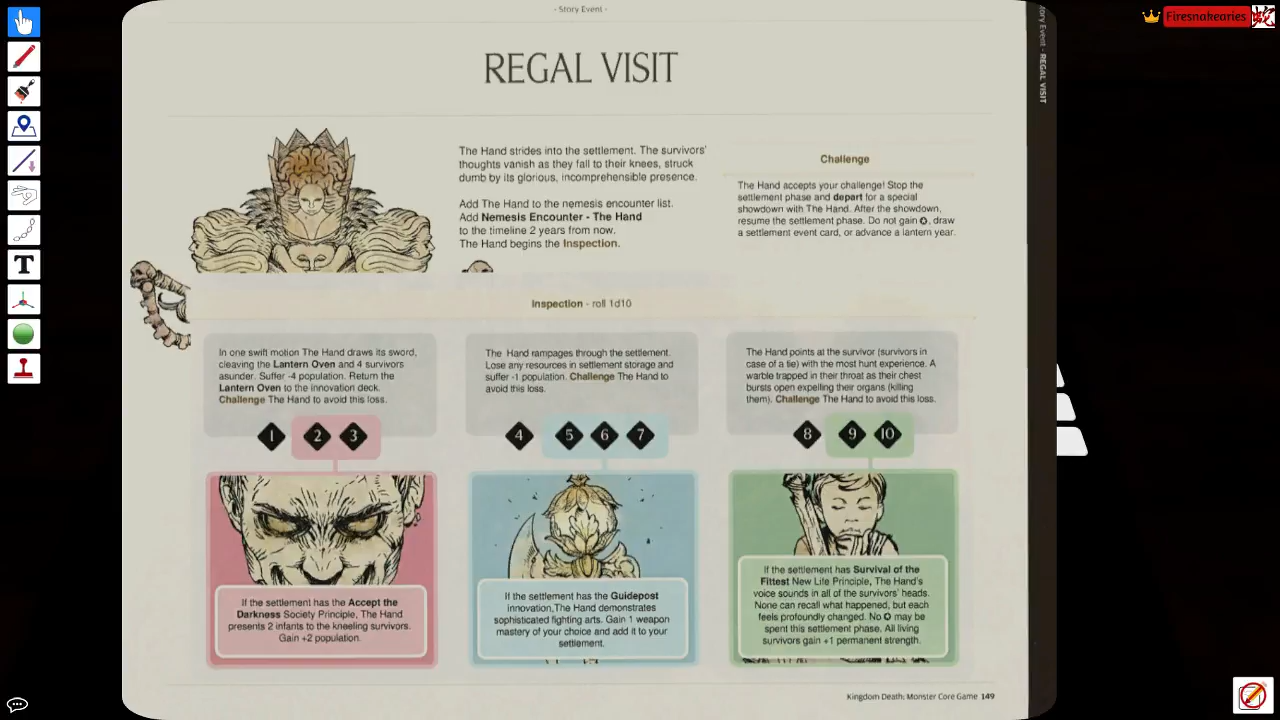 - Story Event -
Firesnakearies
tory Event - REGAL VISIT
REGAL VISIT
The Hand strides into the settlement. The survivors'
thoughts vanish as they fall to their knees, struck
dumb by its glorious, incomprehensible presence.
Add The Hand to the nemesis encounter list.
Add Nemesis Encounter - The Hand
to the timeline 2 years from now.
The Hand begins the Inspection.
Challenge
The Hand accepts your challenge! Stop the
settlement phase and depart for a special
showdown with The Hand. After the showdown,
resume the settlement phase. Do not gain , draw
a settlement event card, or advance a lantern year.
Inspection - roll 1d10
In one swift motion The Hand draws its sword,
cleaving the Lantern Oven and 4 survivors
asunder. Suffer -4 population. Return the
Lantern Oven to the innovation deck.
Challenge The Hand to avoid this loss.
1 2 3
If the settlement has the Accept the
Darkness Society Principle, The Hand
presents 2 infants to the kneeling survivors.
Gain +2 population.
The Hand rampages through the settlement.
Lose any resources in settlement storage and
suffer -1 population. Challenge The Hand to
avoid this loss.
4 5 6 7
If the settlement has the Guidepost
innovation,The Hand demonstrates
sophisticated fighting arts. Gain 1 weapon
mastery of your choice and add it to your
settlement.
The Hand points at the survivor (survivors in
case of a tie) with the most hunt experience. A
warble trapped in their throat as their chest
bursts open expelling their organs (killing
them). Challenge The Hand to avoid this loss.
8 9 10
If the settlement has Survival of the
Fittest New Life Principle, The Hand's
voice sounds in all of the survivors' heads.
None can recall what happened, but each
feels profoundly changed. No may be
spent this settlement phase. All living
survivors gain +1 permanent strength.
Kingdom Death: Monster Core Game 149
T